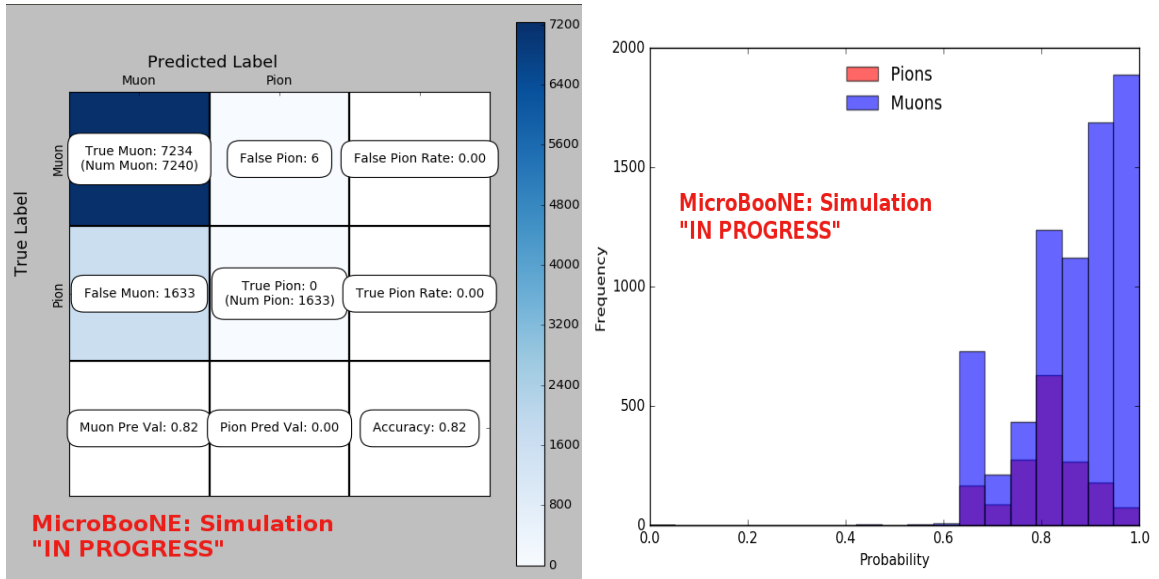 Predicted Label
Muon Pion
True Label
Muon
True Muon: 7234
(Num Muon: 7240)
False Pion: 6
False Pion Rate: 0.00
Pion
False Muon: 1633
True Pion: 0
(Num Pion: 1633)
True Pion Rate: 0.00
Muon Pre Val: 0.82
Pion Pred Val: 0.00
Accuracy: 0.82
7200
6400
5600
4800
4000
3200
2400
1600
800
0
MicroBooNE: Simulation
"IN PROGRESS"
2000
1500
1000
500
0
Frequency
Pions
Muons
MicroBooNE: Simulation
"IN PROGRESS"
0.0 0.2 0.4 0.6 0.8 1.0
Probability